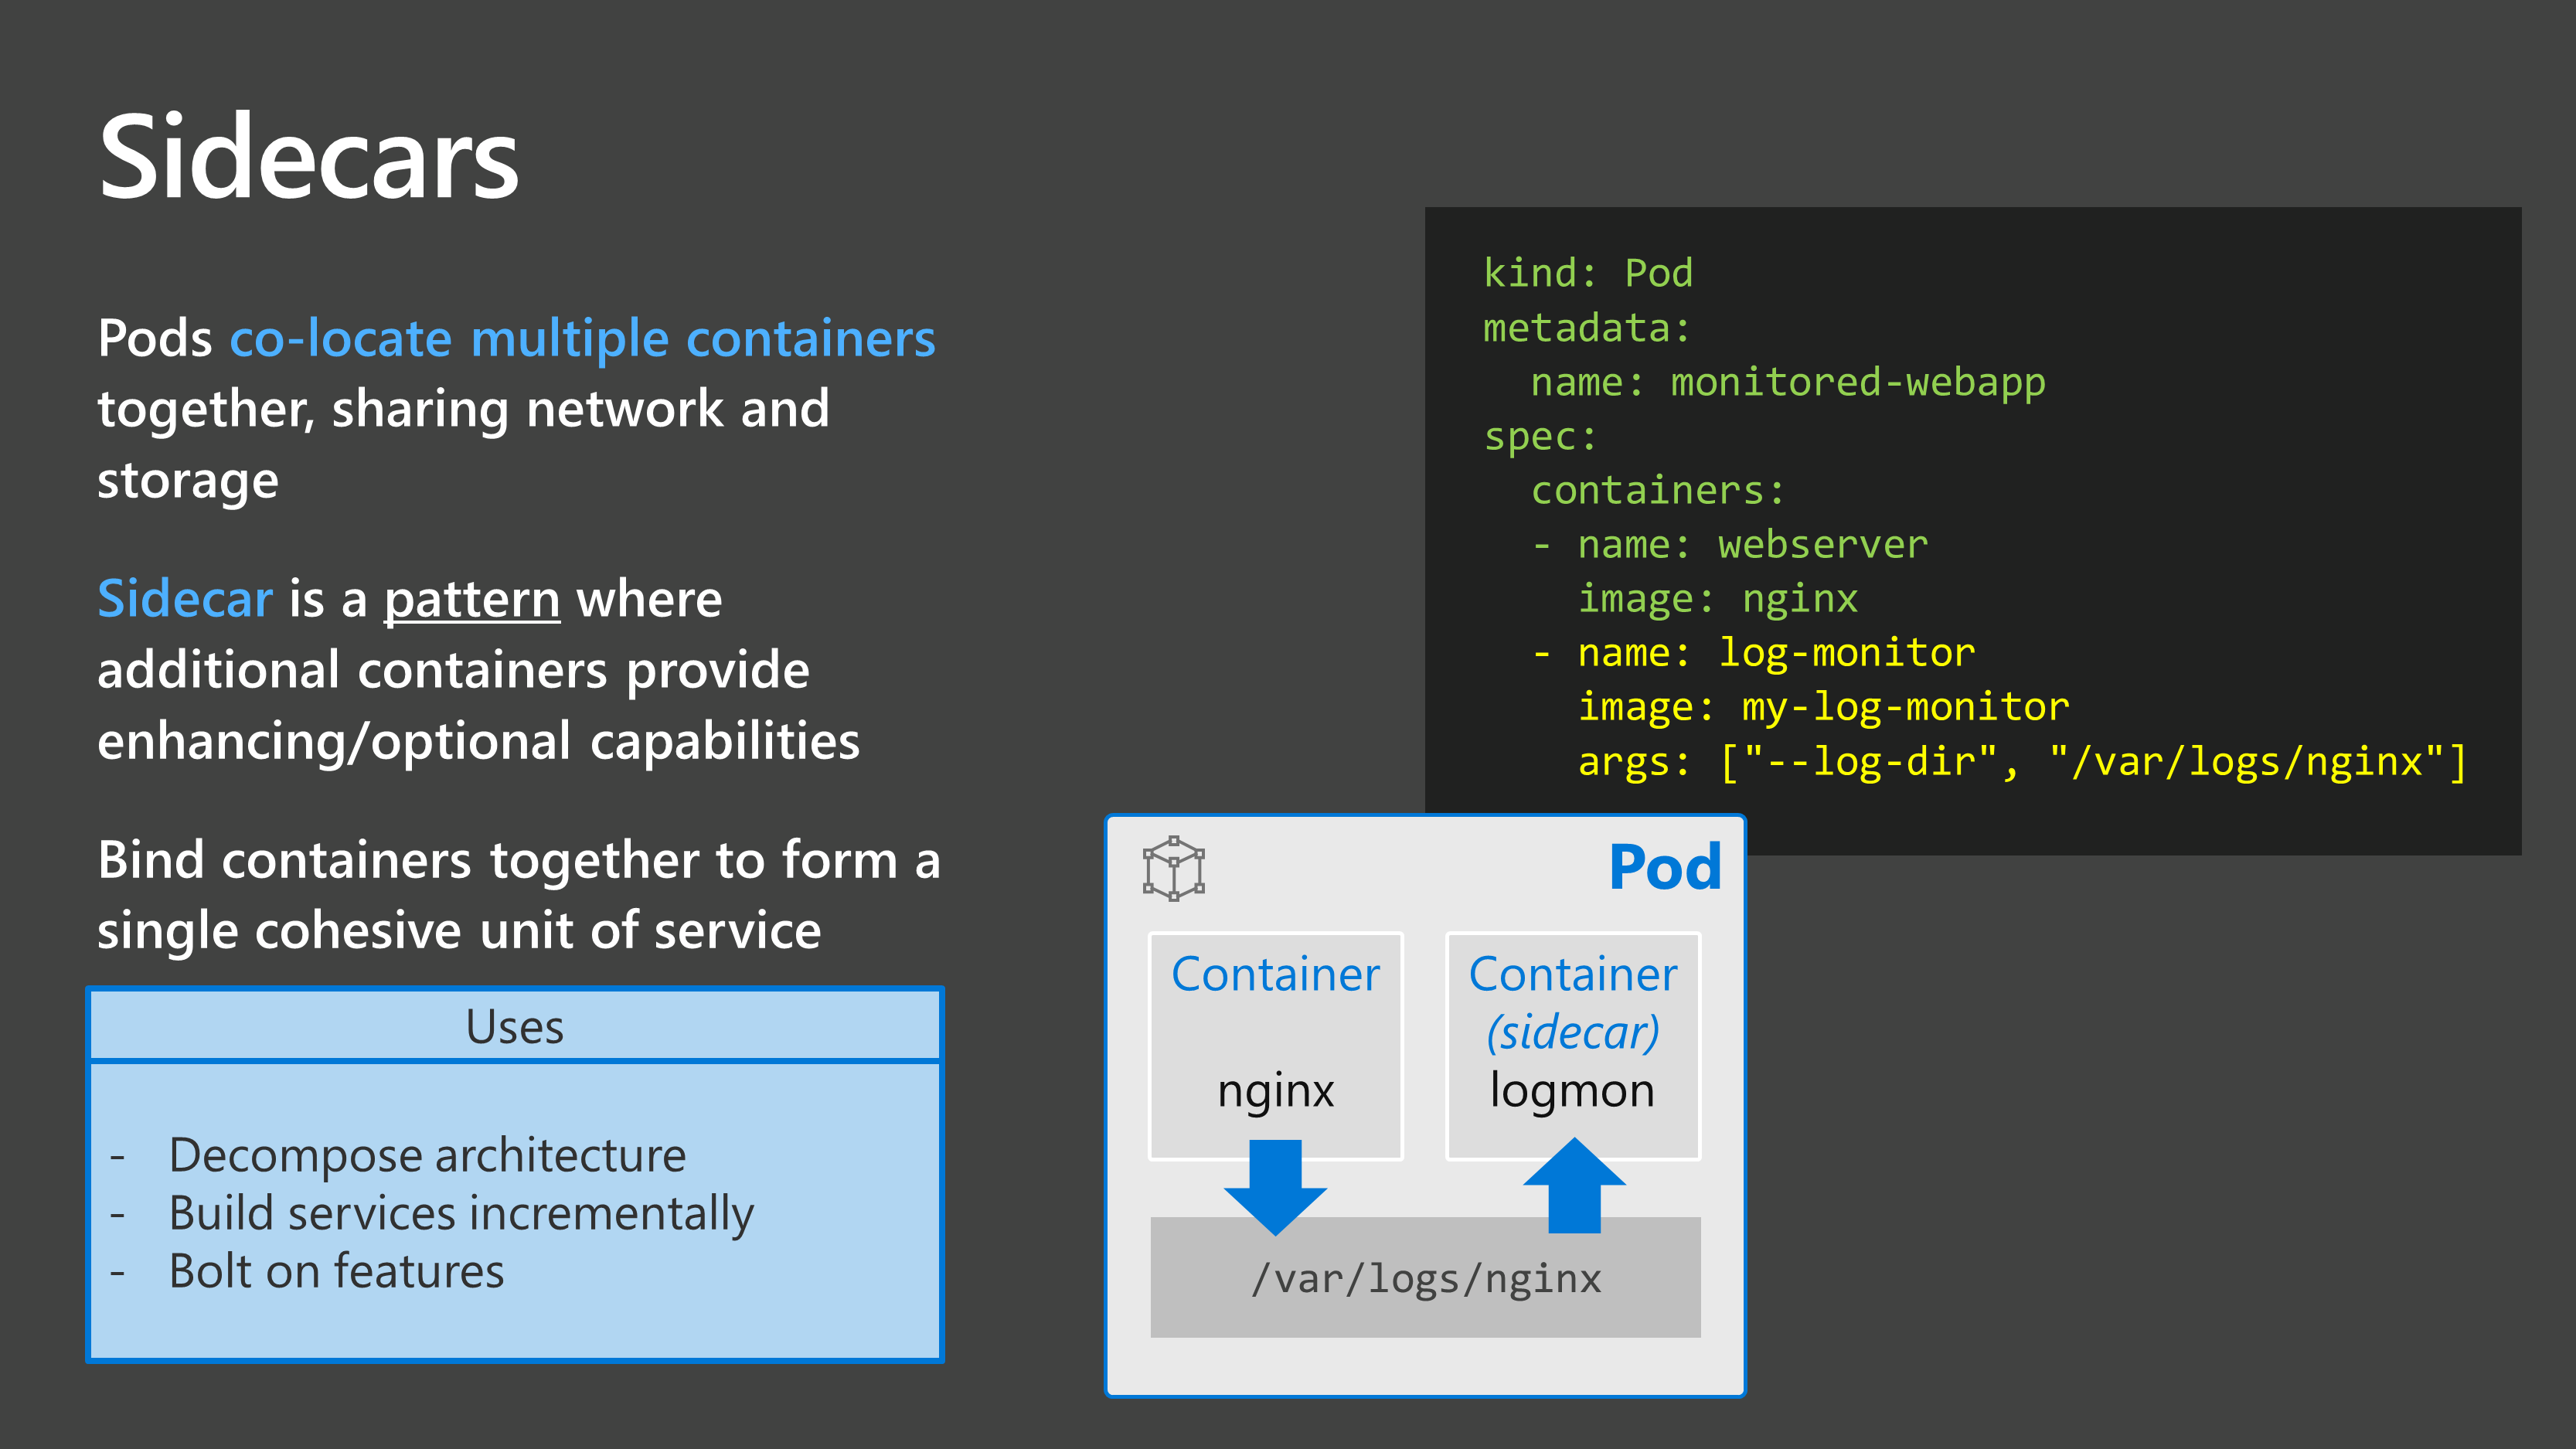 Sidecars
Pods co-locate multiple containers
together, sharing network and
storage
Sidecar is a pattern where
additional containers provide
enhancing/optional capabilities
Bind containers together to form a
single cohesive unit of service
Uses
- Decompose architecture
- Build services incrementally
- Bolt on features
kind: Pod
metadata:
  name: monitored-webapp
spec:
  containers:
  - name: webserver
    image: nginx
  - name: log-monitor
    image: my-log-monitor
    args: ["--log-dir", "/var/logs/nginx"]
Pod
Container
nginx
Container
(sidecar)
logmon
/var/logs/nginx